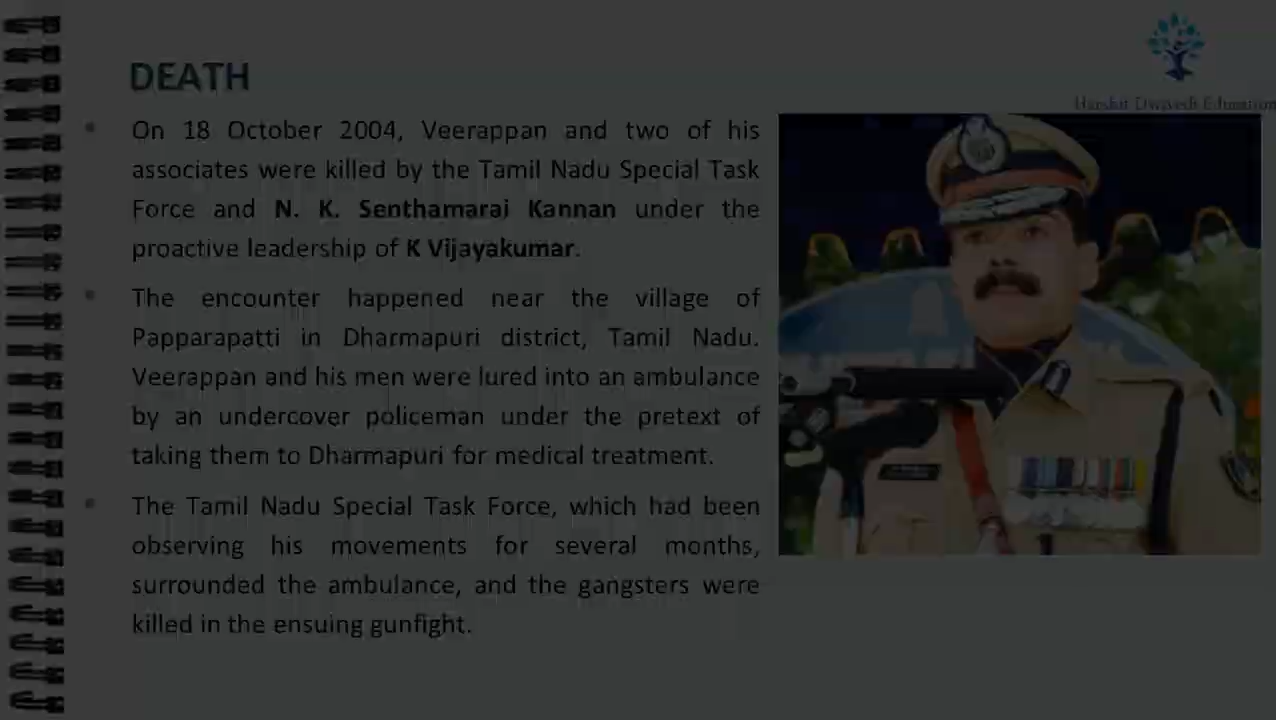 Harshit Dwivedi Education
DEATH
On 18 October 2004, Veerappan and two of his
associates were killed by the Tamil Nadu Special Task
Force and N. K. Senthamarai Kannan under the
proactive leadership of K Vijayakumar.
The encounter happened near the village of
Papparapatti in Dharmapuri district, Tamil Nadu.
Veerappan and his men were lured into an ambulance
by an undercover policeman under the pretext of
taking them to Dharmapuri for medical treatment.
The Tamil Nadu Special Task Force, which had been
observing his movements for several months,
surrounded the ambulance, and the gangsters were
killed in the ensuing gunfight.